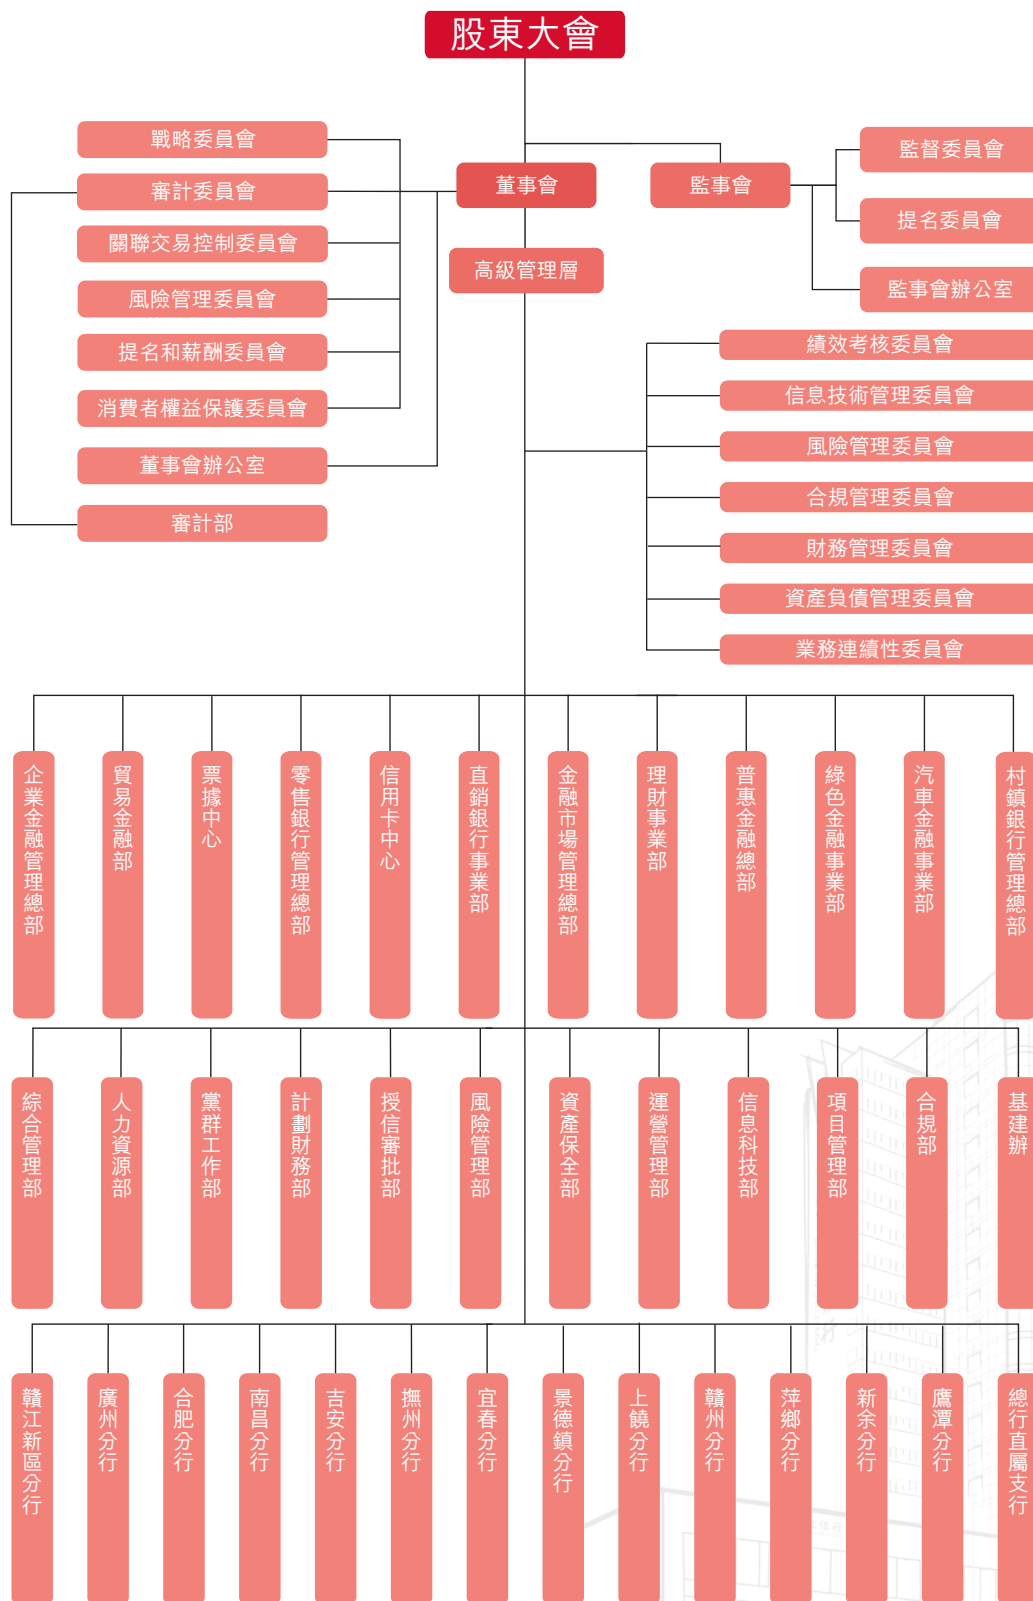 股東大會
戰略委員會
審計委員會
關聯交易控制委員會
風險管理委員會
提名和薪酬委員會
消費者權益保護委員會
董事會辦公室
審計部
董事會
監事會
高級管理層
監督委員會
提名委員會
監事會辦公室
績效考核委員會
信息技術管理委員會
風險管理委員會
合規管理委員會
財務管理委員會
資產負債管理委員會
業務連續性委員會
企業金融管理總部
貿易金融部
票據中心
零售銀行管理總部
信用卡中心
直銷銀行事業部
金融市場管理總部
理財事業部
普惠金融總部
綠色金融事業部
汽車金融事業部
村鎮銀行管理總部
綜合管理部
人力資源部
黨群工作部
計劃財務部
授信審批部
風險管理部
資產保全部
運營管理部
信息科技部
項目管理部
合規部
基建辦
贛江新區分行
廣州分行
合肥分行
南昌分行
吉安分行
撫州分行
宜春分行
景德鎮分行
上饒分行
贛州分行
萍鄉分行
新余分行
鷹潭分行
總行直屬支行